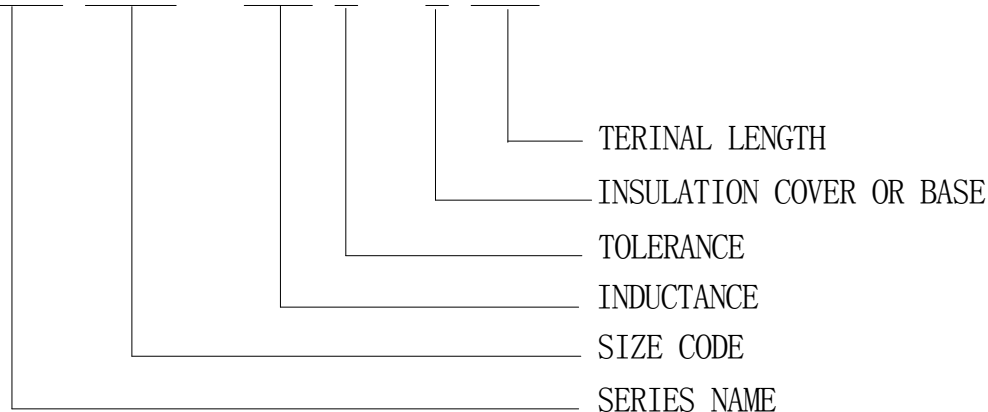 TERINAL LENGTH
INSULATION COVER OR BASE
TOLERANCE
INDUCTANCE
SIZE CODE
SERIES NAME